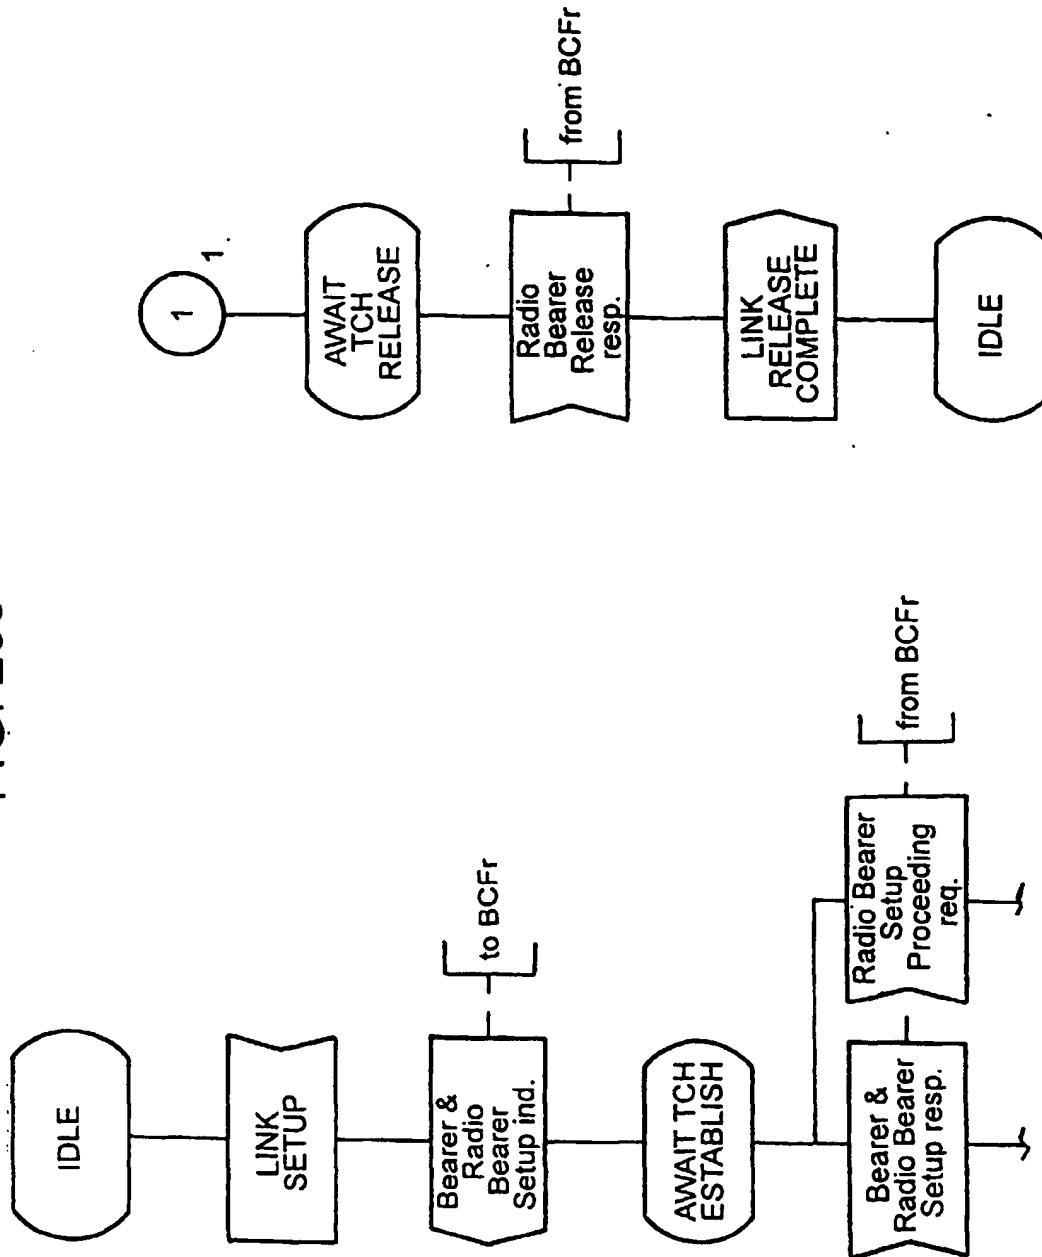 IDLE
LINK
SETUP
Bearer &
Radio
Bearer
Setup ind.
to BCFr
AWAIT TCH
ESTABLISH
Bearer &
Radio Bearer
Setup resp.
Radio Bearer
Setup
Proceeding
req.
from BCFr
1
1
AWAIT
TCH
RELEASE
Radio
Bearer
Release
resp.
from BCFr
LINK
RELEASE
COMPLETE
IDLE